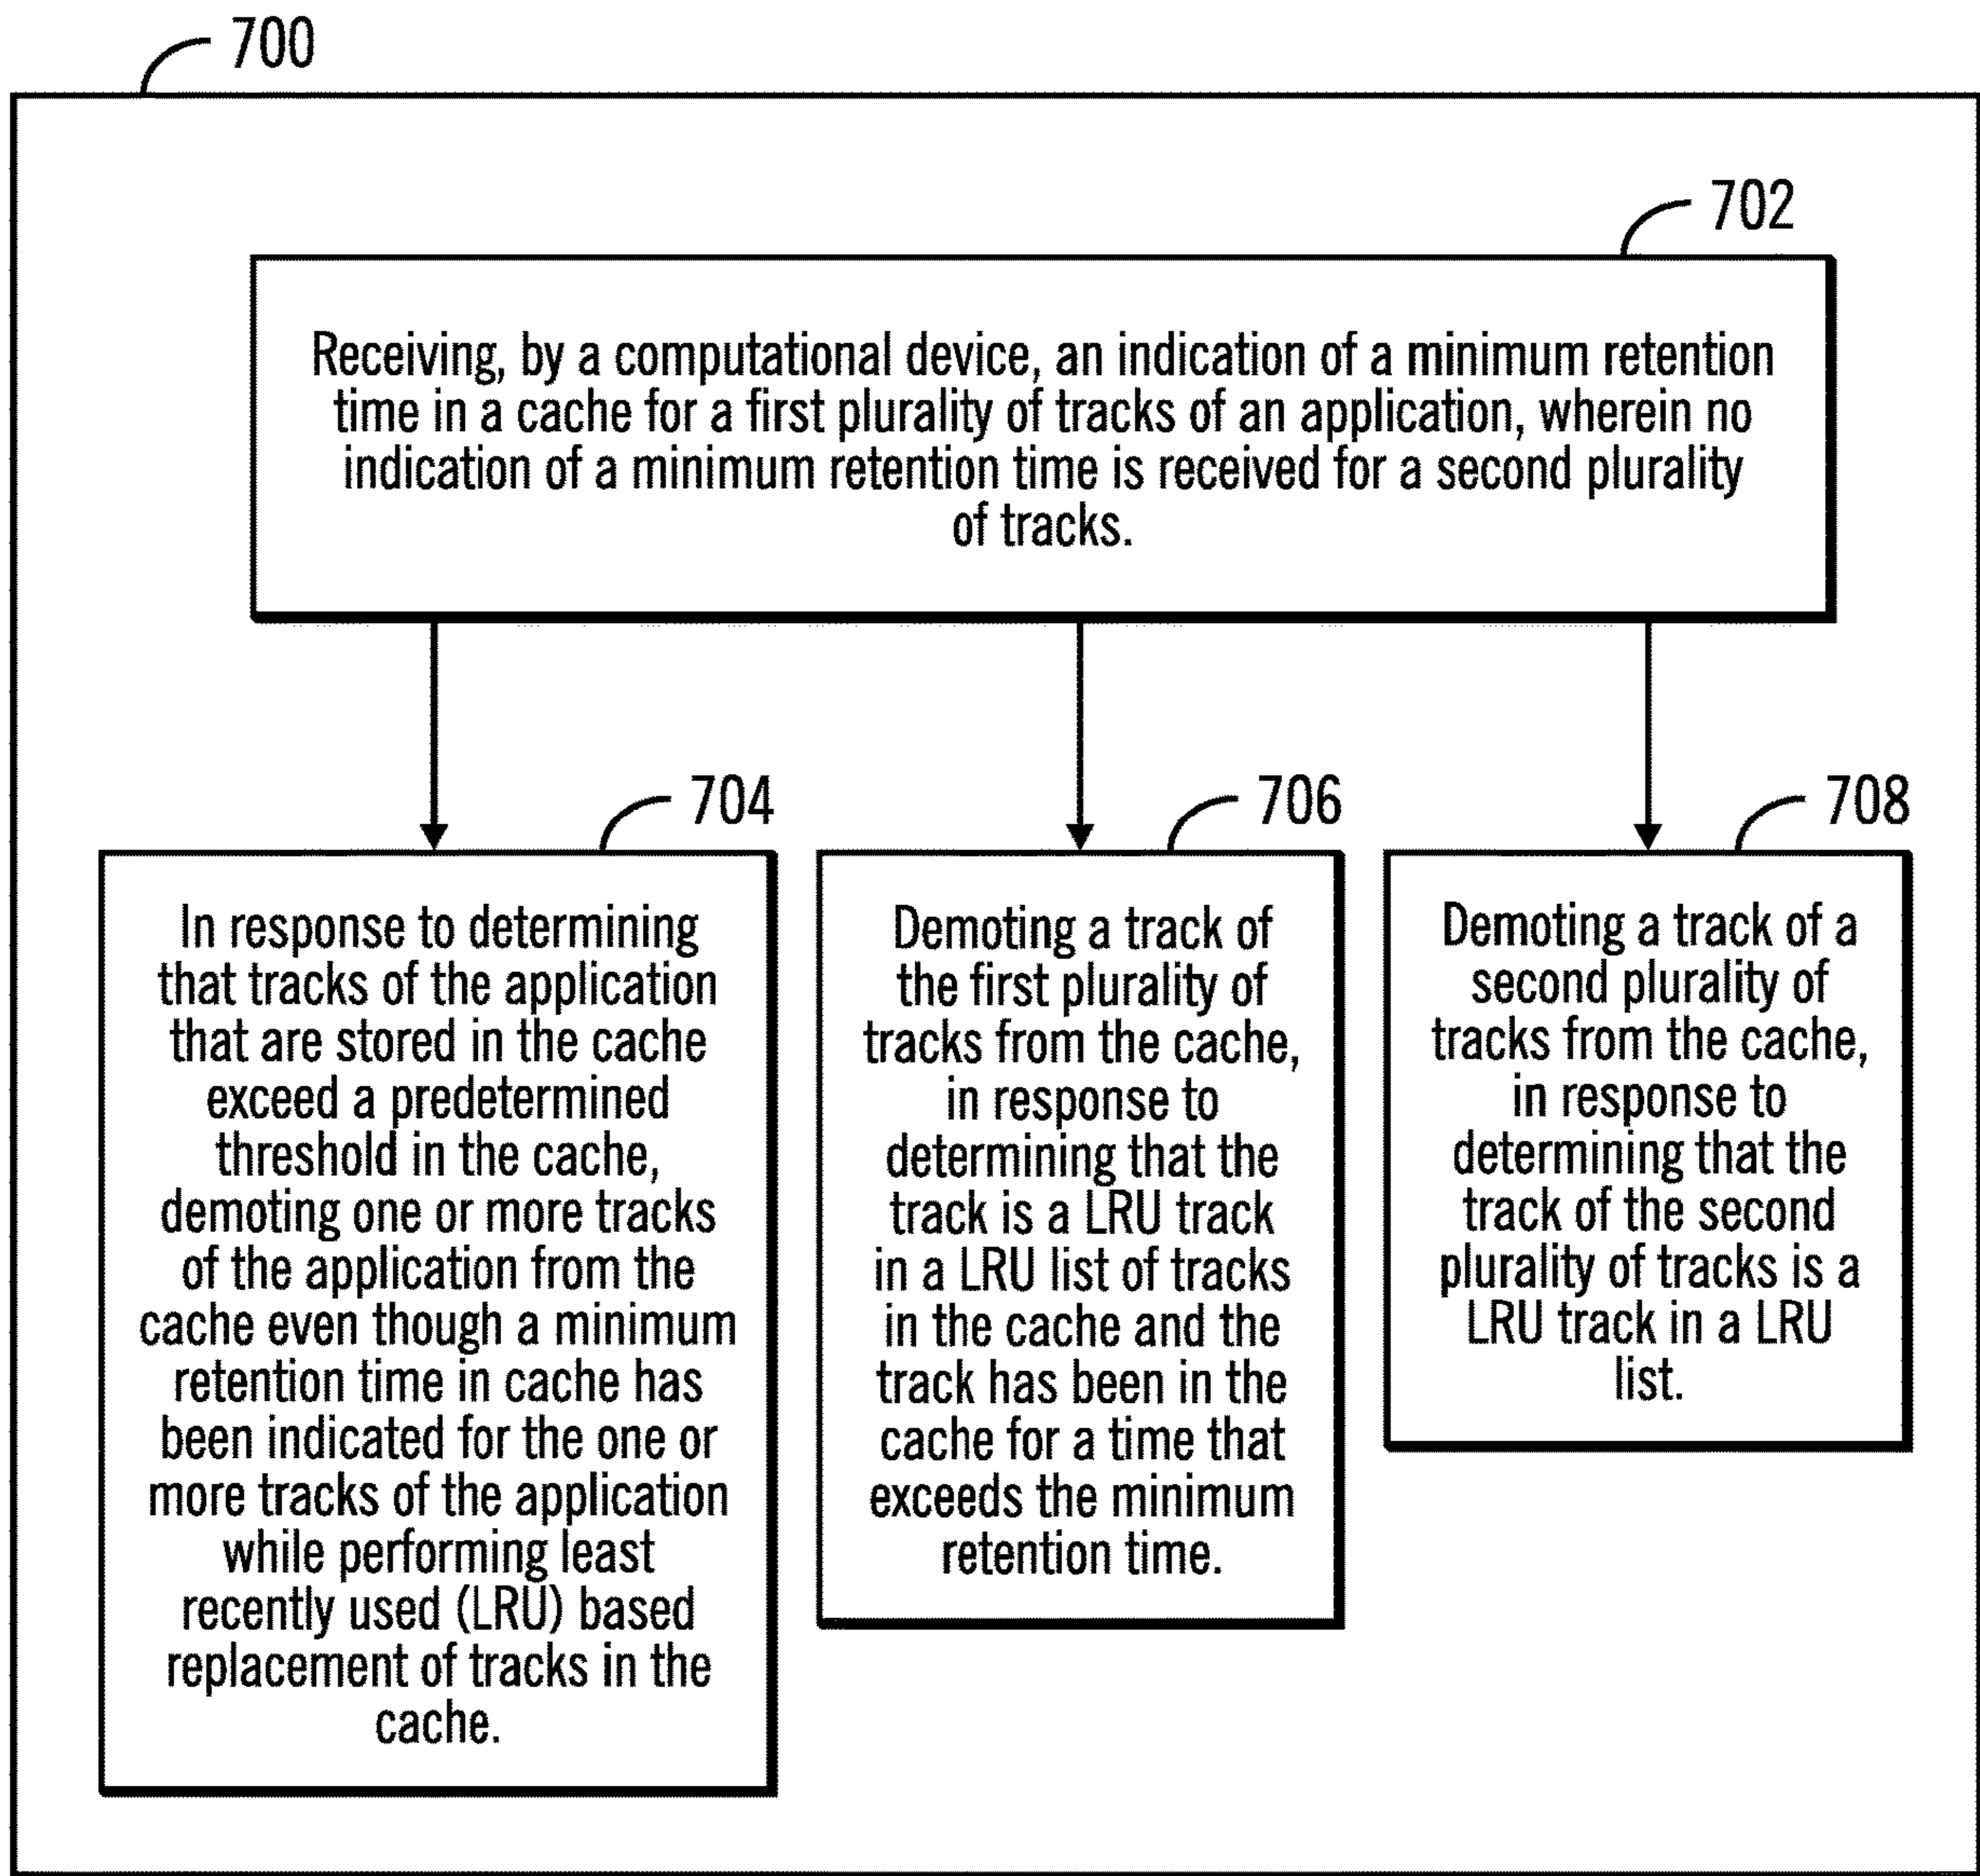 700
702
Receiving, by a computational device, an indication of a minimum retention
time in a cache for a first plurality of tracks of an application, wherein no
indication of a minimum retention time is received for a second plurality
of tracks.
704
In response to determining
that tracks of the application
that are stored in the cache
exceed a predetermined
threshold in the cache,
demoting one or more tracks
of the application from the
cache even though a minimum
retention time in cache has
been indicated for the one or
more tracks of the application
while performing least
recently used (LRU) based
replacement of tracks in the
cache.
706
Demoting a track of
the first plurality of
tracks from the cache,
in response to
determining that the
track is a LRU track
in a LRU list of tracks
in the cache and the
track has been in the
cache for a time that
exceeds the minimum
retention time.
708
Demoting a track of a
second plurality of
tracks from the cache,
in response to
determining that the
track of the second
plurality of tracks is a
LRU track in a LRU
list.